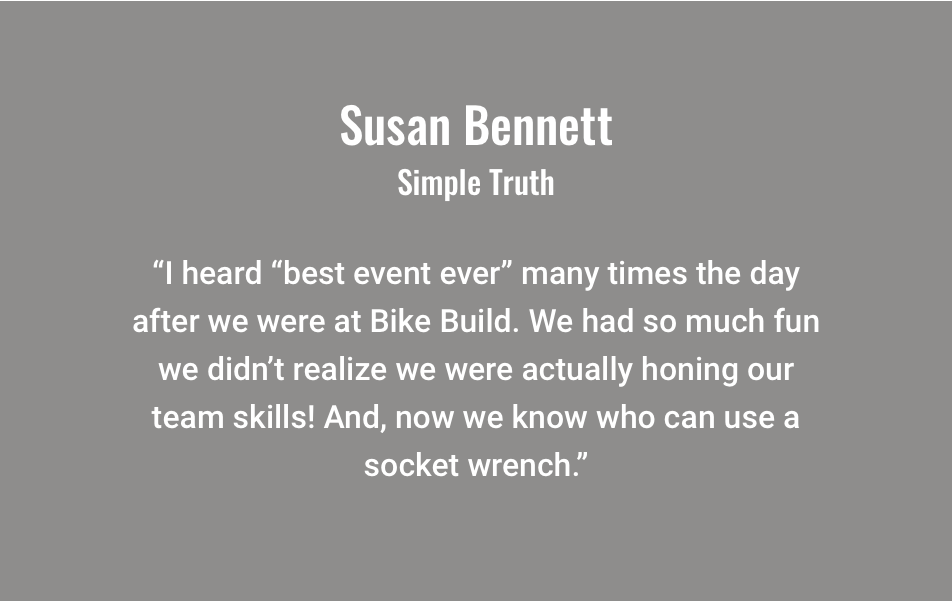 Susan Bennett
Simple Truth
“I heard “best event ever” many times the day
after we were at Bike Build. We had so much fun
we didn’t realize we were actually honing our
team skills! And, now we know who can use a
socket wrench.”